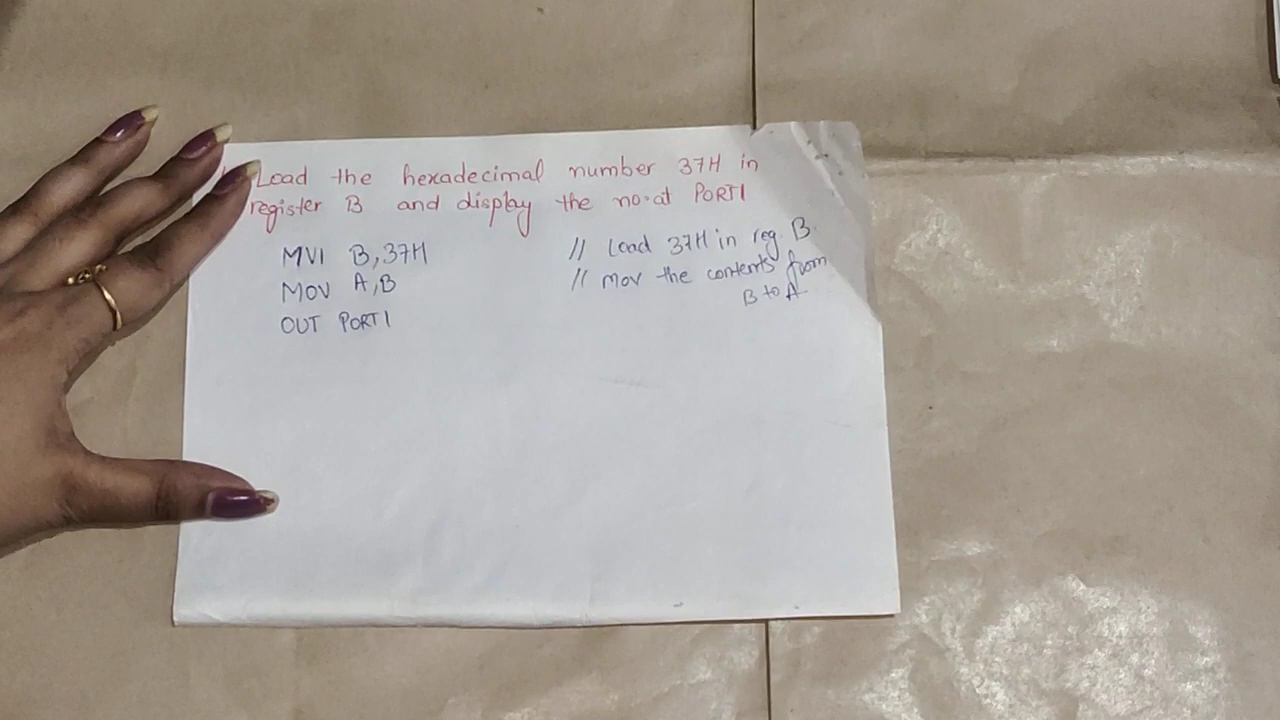 Load the hexadecimal number 37H in
register B and display the no. at PORT1
MVI B,37H // Load 37H in reg. B.
MOV A,B // mov the contents from
B to A
OUT PORT1